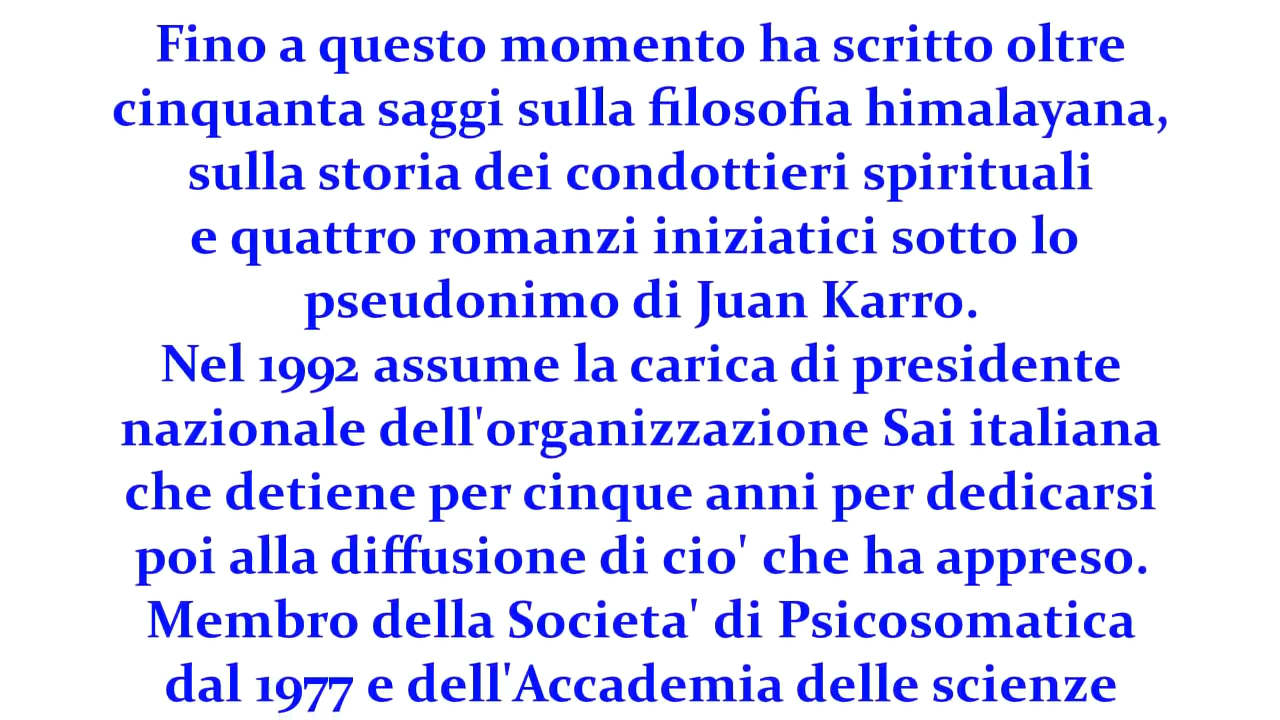 Fino a questo momento ha scritto oltre
cinquanta saggi sulla filosofia himalayana,
sulla storia dei condottieri spirituali
e quattro romanzi iniziatici sotto lo
pseudonimo di Juan Karro.
Nel 1992 assume la carica di presidente
nazionale dell'organizzazione Sai italiana
che detiene per cinque anni per dedicarsi
poi alla diffusione di cio' che ha appreso.
Membro della Societa' di Psicosomatica
dal 1977 e dell'Accademia delle scienze